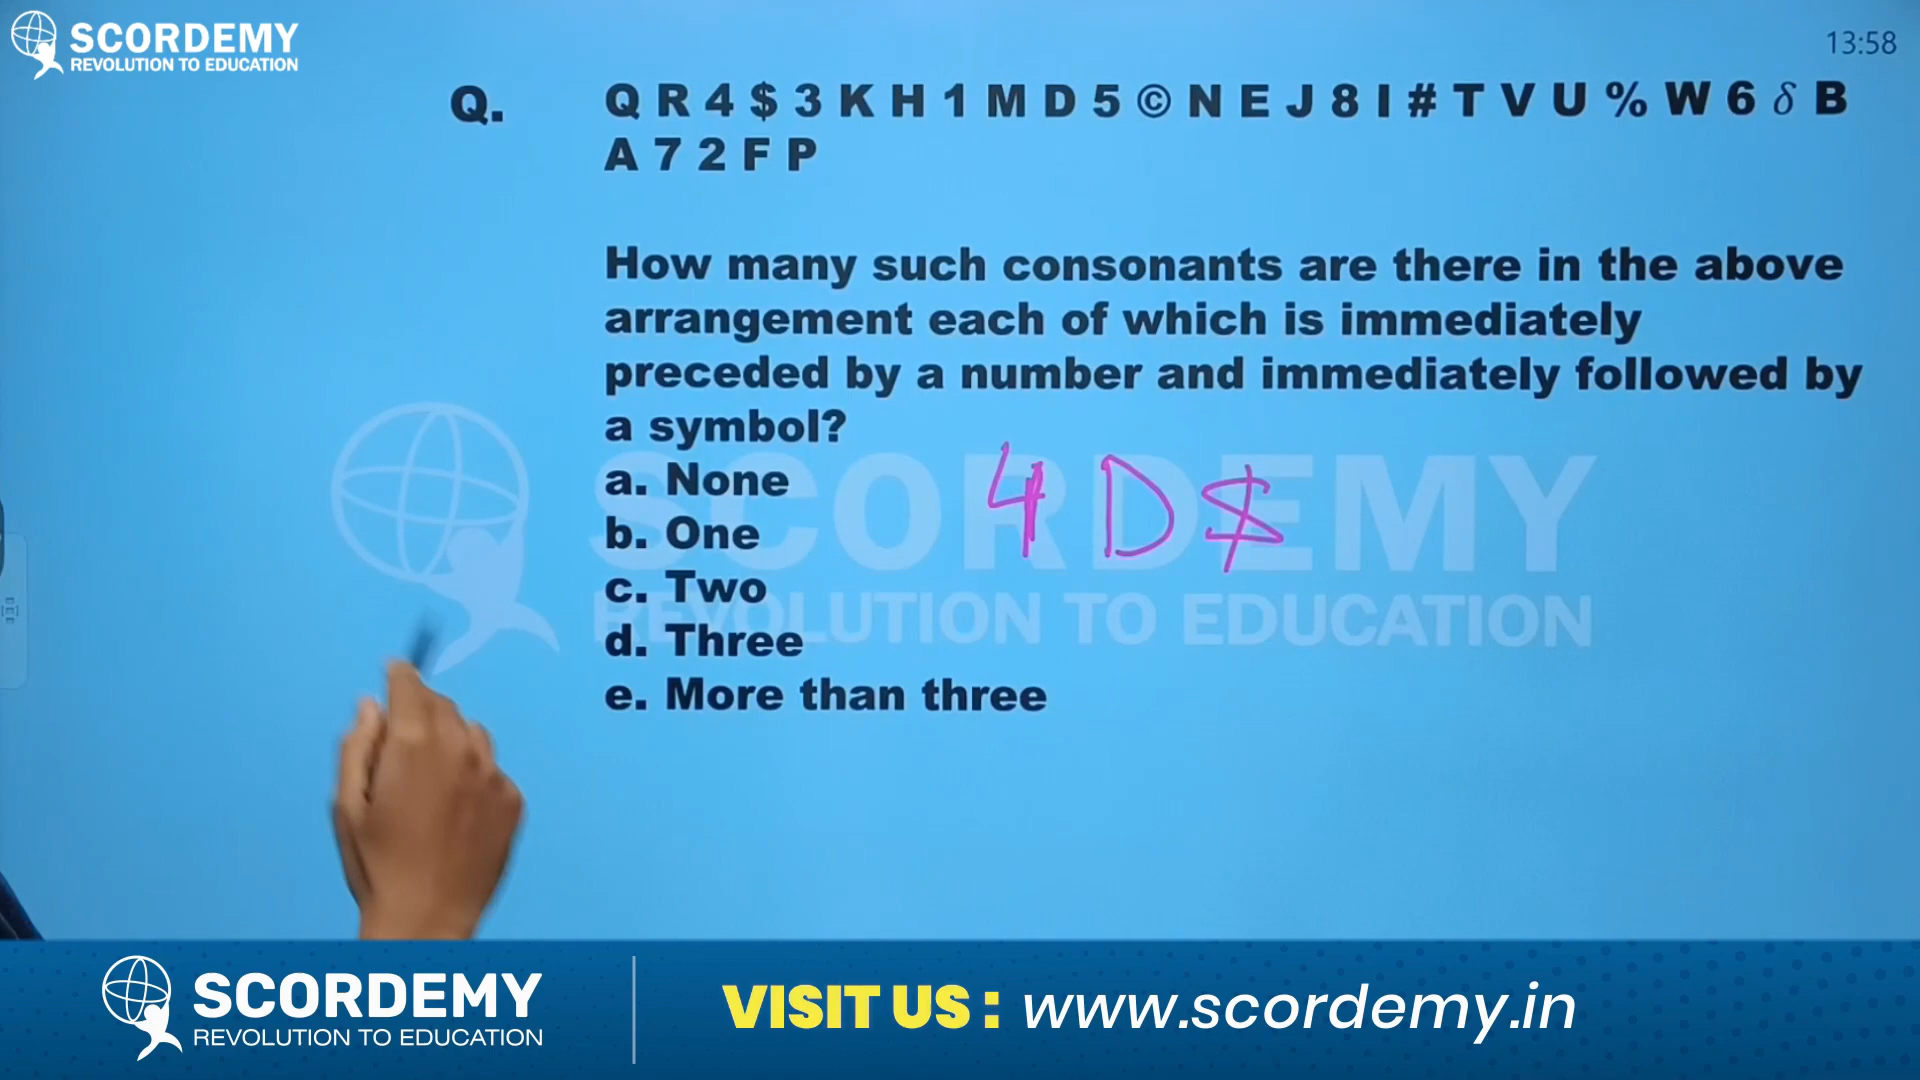 SCORDEMY
REVOLUTION TO EDUCATION
13:58
Q. Q R 4 $ 3 K H 1 M D 5 © N E J 8 I # T V U % W 6 δ B
A 7 2 F P
How many such consonants are there in the above
arrangement each of which is immediately
preceded by a number and immediately followed by
a symbol?
a. None
b. One
c. Two
d. Three
e. More than three
4 D $
SCORDEMY
REVOLUTION TO EDUCATION
SCORDEMY
REVOLUTION TO EDUCATION
VISIT US : www.scordemy.in